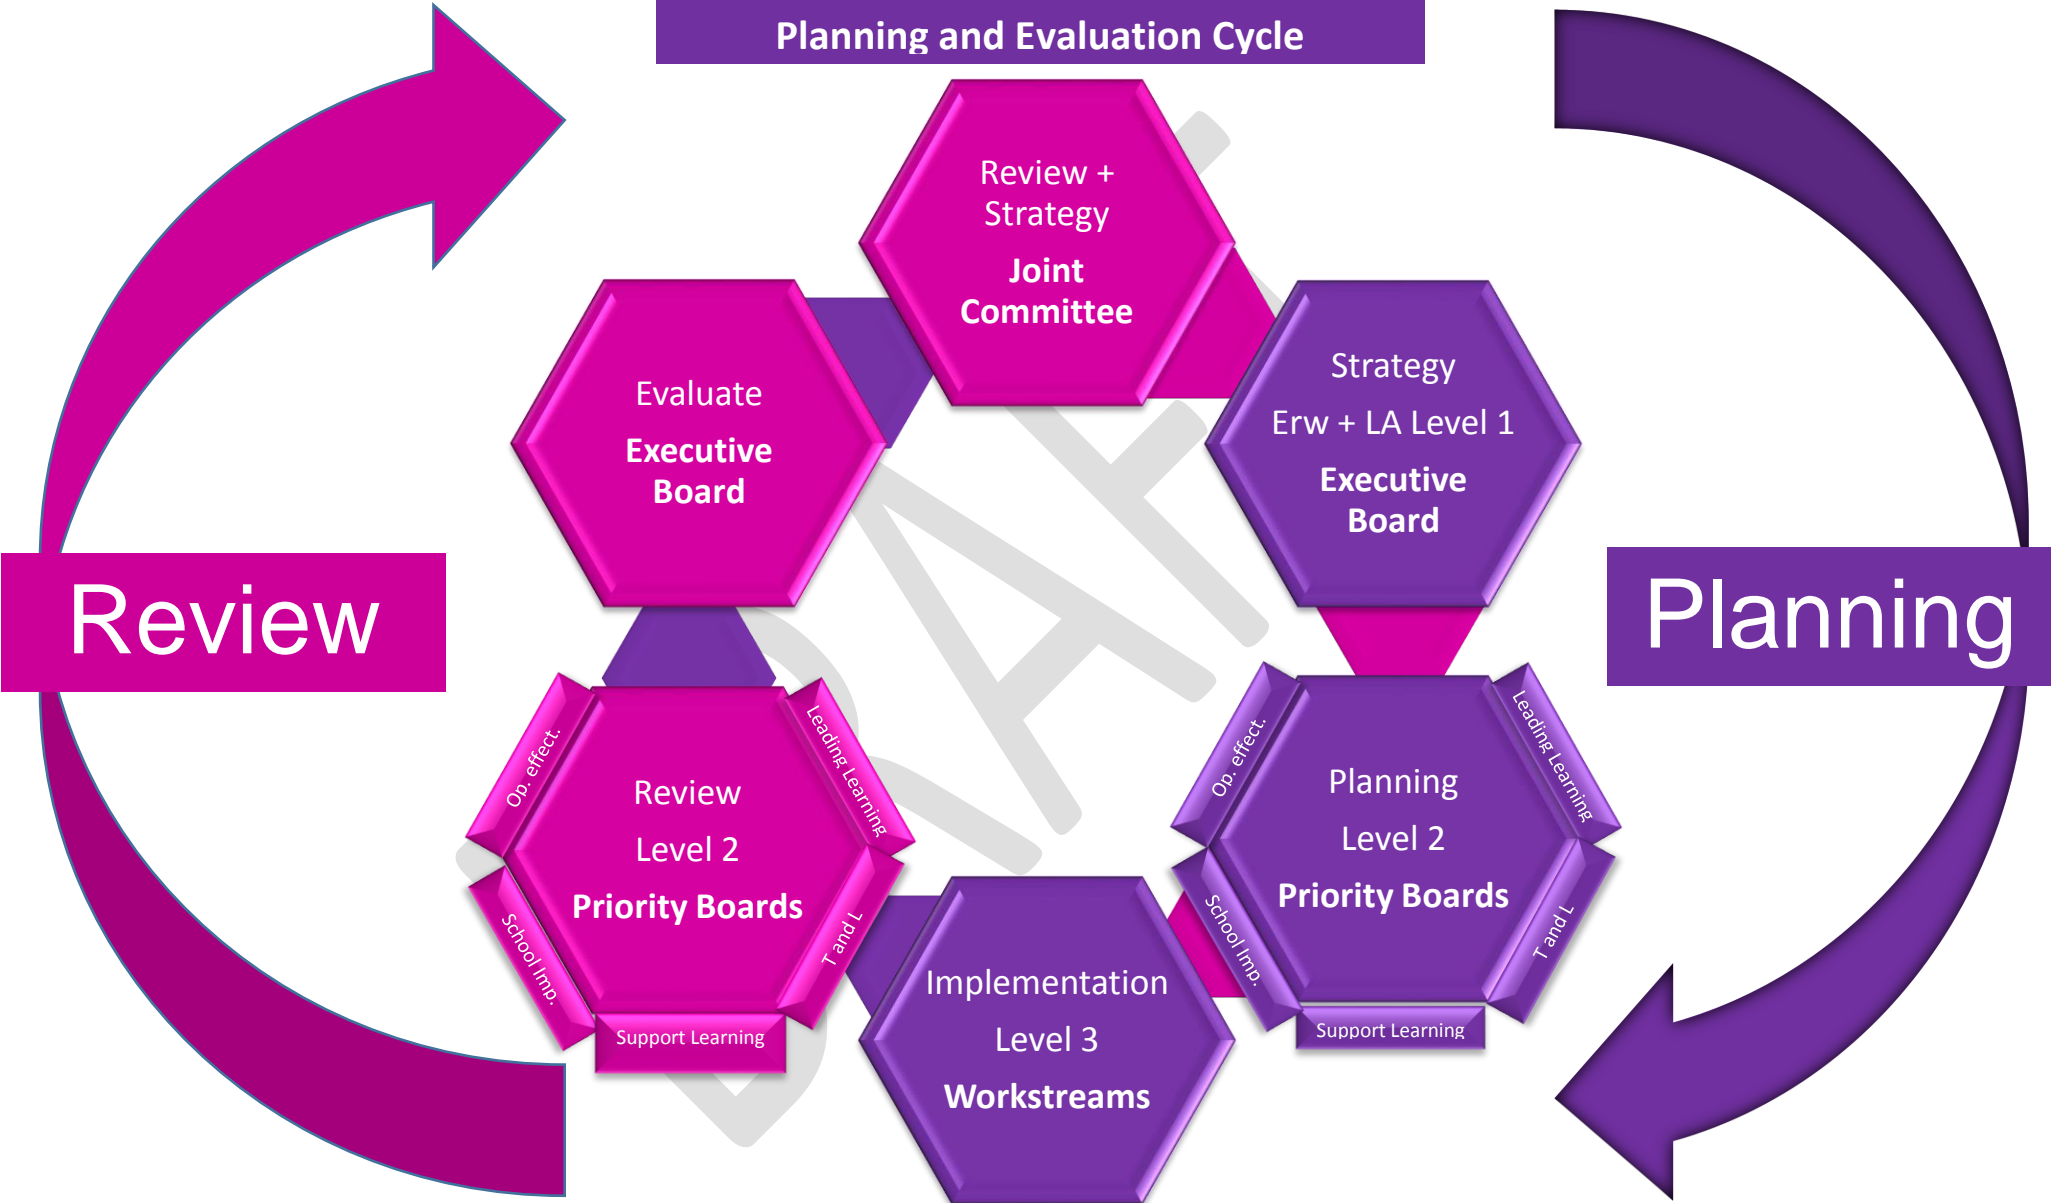 Planning and Evaluation Cycle
Review +
Strategy
Joint
Committee
Strategy
Erw + LA Level 1
Executive
Board
Planning
Level 2
Priority Boards
Op. effect.
Leading Learning
School Imp.
T and L
Support Learning
Implementation
Level 3
Workstreams
Review
Level 2
Priority Boards
Op. effect.
Leading Learning
School Imp.
T and L
Support Learning
Evaluate
Executive
Board
Review
Planning
DRAFT